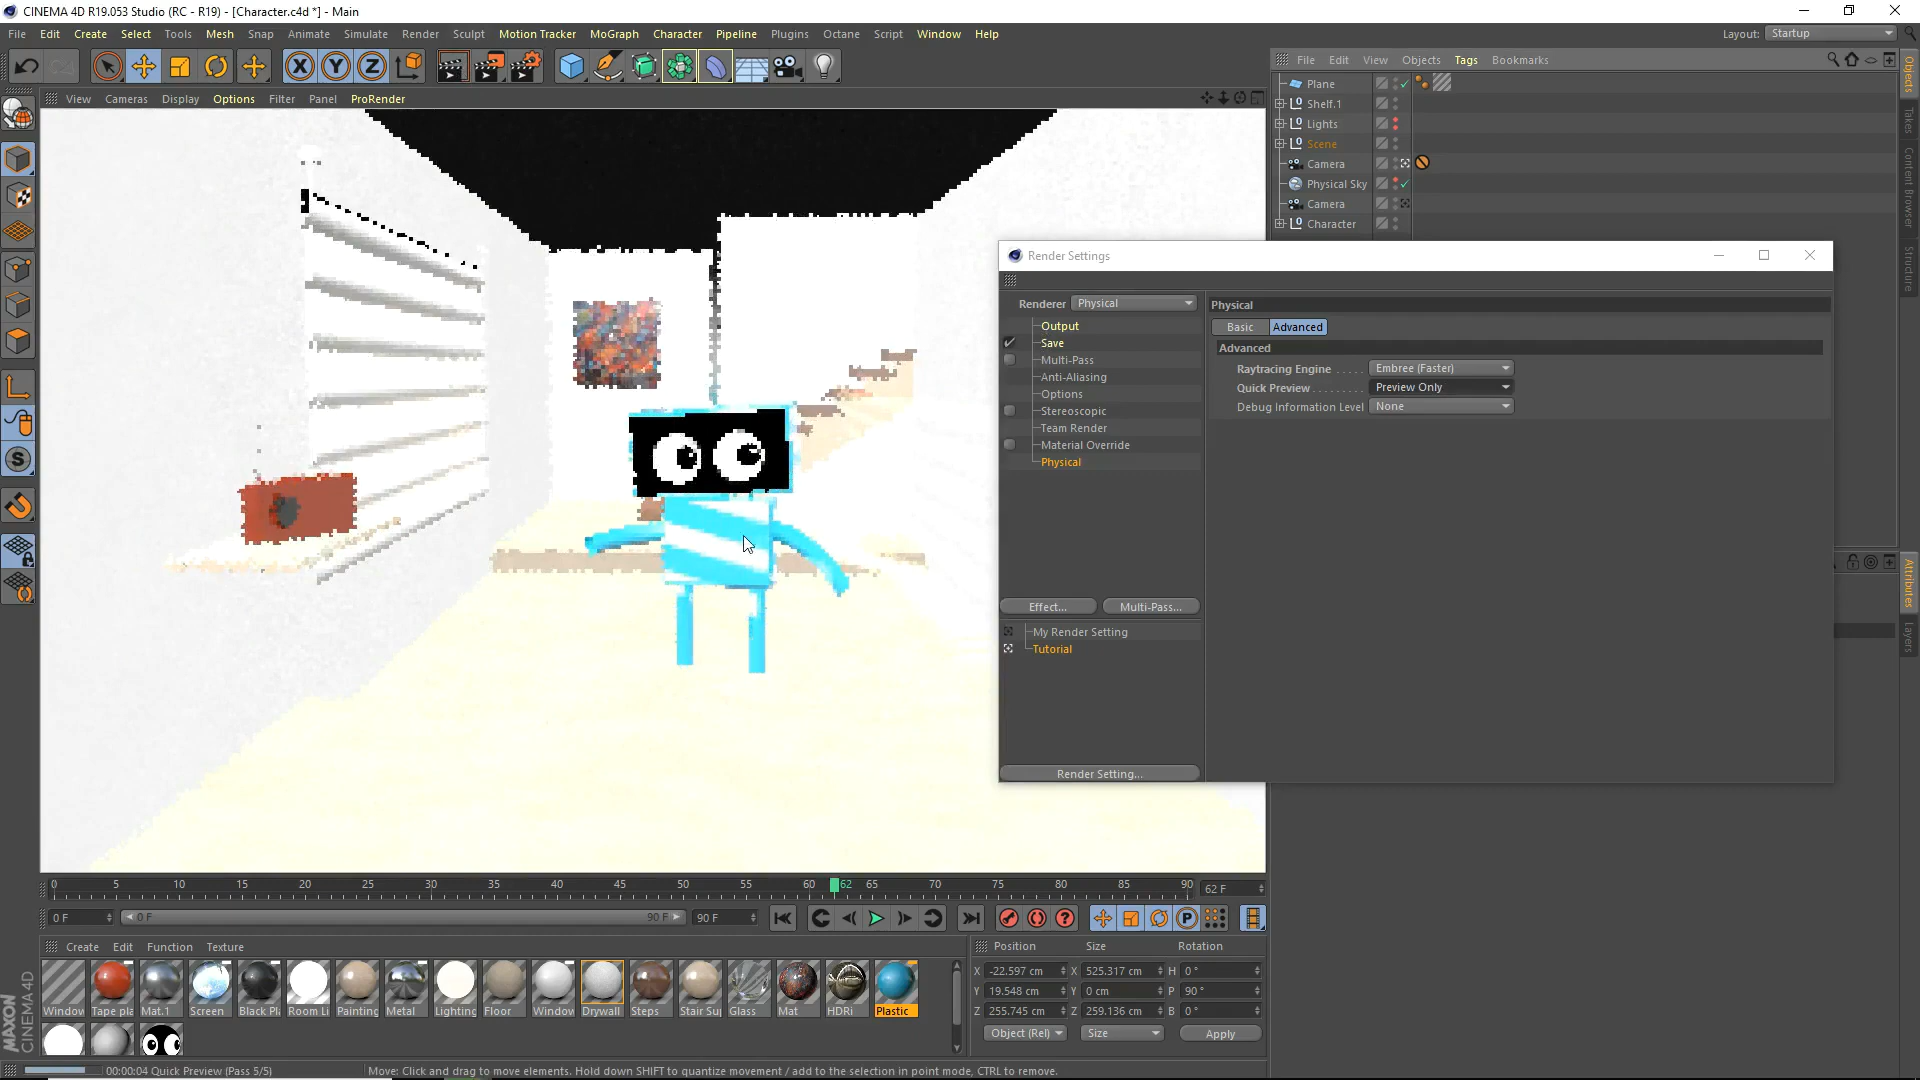 CINEMA 4D R19.053 Studio (RC - R19) - [Character.c4d *] - Main
File Edit Create Select Tools Mesh Snap Animate Simulate Render Sculpt Motion Tracker MoGraph Character Pipeline Plugins Octane Script Window Help
Layout: Startup
X Y Z
File Edit View Objects Tags Bookmarks
View Cameras Display Options Filter Panel ProRender
Plane
Shelf.1
Lights
Scene
Camera
Physical Sky
Camera
Character
Objects
Takes
Content Browser
Structure
Attributes
Layers
Render Settings
Renderer Physical
Output
Save
Multi-Pass
Anti-Aliasing
Options
Stereoscopic
Team Render
Material Override
Physical
Effect... Multi-Pass...
My Render Setting
Tutorial
Render Setting...
Physical
Basic Advanced
Advanced
Raytracing Engine . . . . . Embree (Faster)
Quick Preview . . . . . . . . Preview Only
Debug Information Level None
0 5 10 15 20 25 30 35 40 45 50 55 60 62 65 70 75 80 85 90 62 F
0 F 0 F 90 F 90 F
Create Edit Function Texture
Window Tape pla Mat.1 Screen Black Pl Room Li Painting Metal Lighting Floor Window Drywall Steps Stair Sup Glass Mat HDRi Plastic
Position Size Rotation
X -22.597 cm X 525.317 cm H 0 °
Y 19.548 cm Y 0 cm P 90 °
Z 255.745 cm Z 259.136 cm B 0 °
Object (Rel) Size Apply
MAXON CINEMA 4D
00:00:04 Quick Preview (Pass 5/5) Move: Click and drag to move elements. Hold down SHIFT to quantize movement / add to the selection in point mode, CTRL to remove.